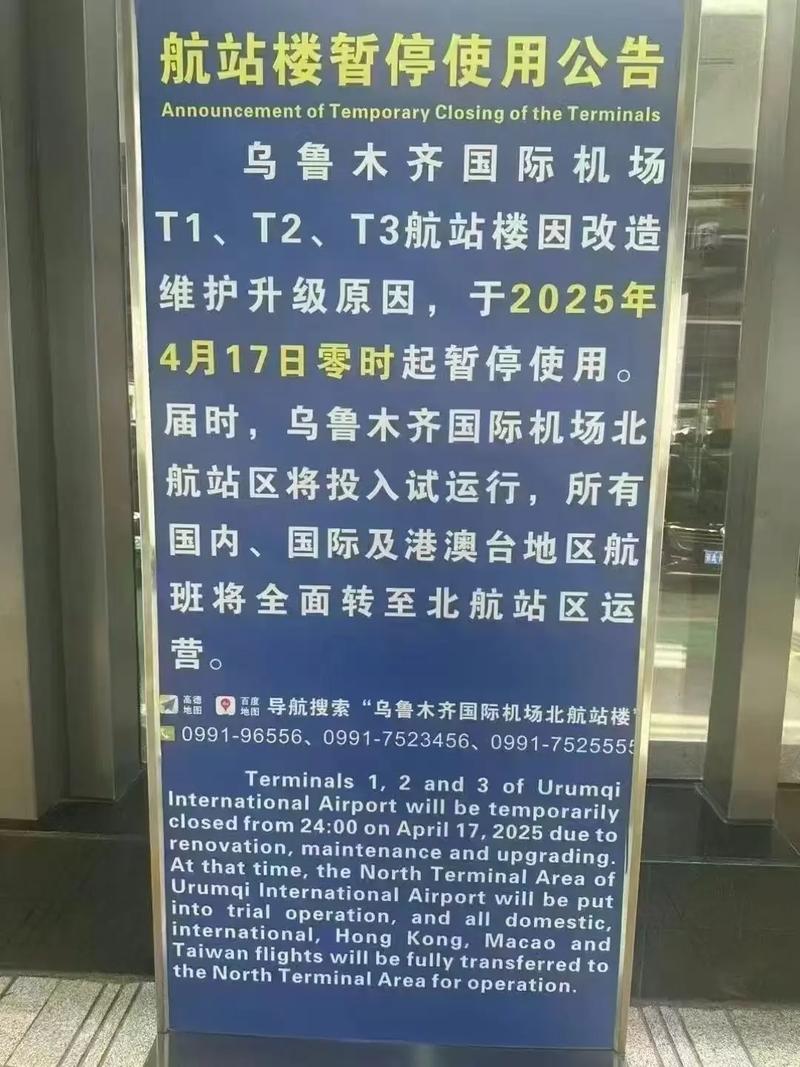 航站楼暂停使用公告
Announcement of Temporary Closing of the Terminals
乌鲁木齐国际机场
T1、T2、T3航站楼因改造
维护升级原因，于2025年
4月17日零时起暂停使用。
届时，乌鲁木齐国际机场北
航站区将投入试运行，所有
国内、国际及港澳台地区航
班将全面转至北航站区运
营。
高德地图 百度地图 导航搜索“乌鲁木齐国际机场北航站楼”
0991-96556、0991-7523456、0991-7525555
Terminals 1, 2 and 3 of Urumqi
International Airport will be temporarily
closed from 24:00 on April 17, 2025 due to
renovation, maintenance and upgrading.
At that time, the North Terminal Area of
Urumqi International Airport will be put
into trial operation, and all domestic,
international, Hong Kong, Macao and
Taiwan flights will be fully transferred to
the North Terminal Area for operation.